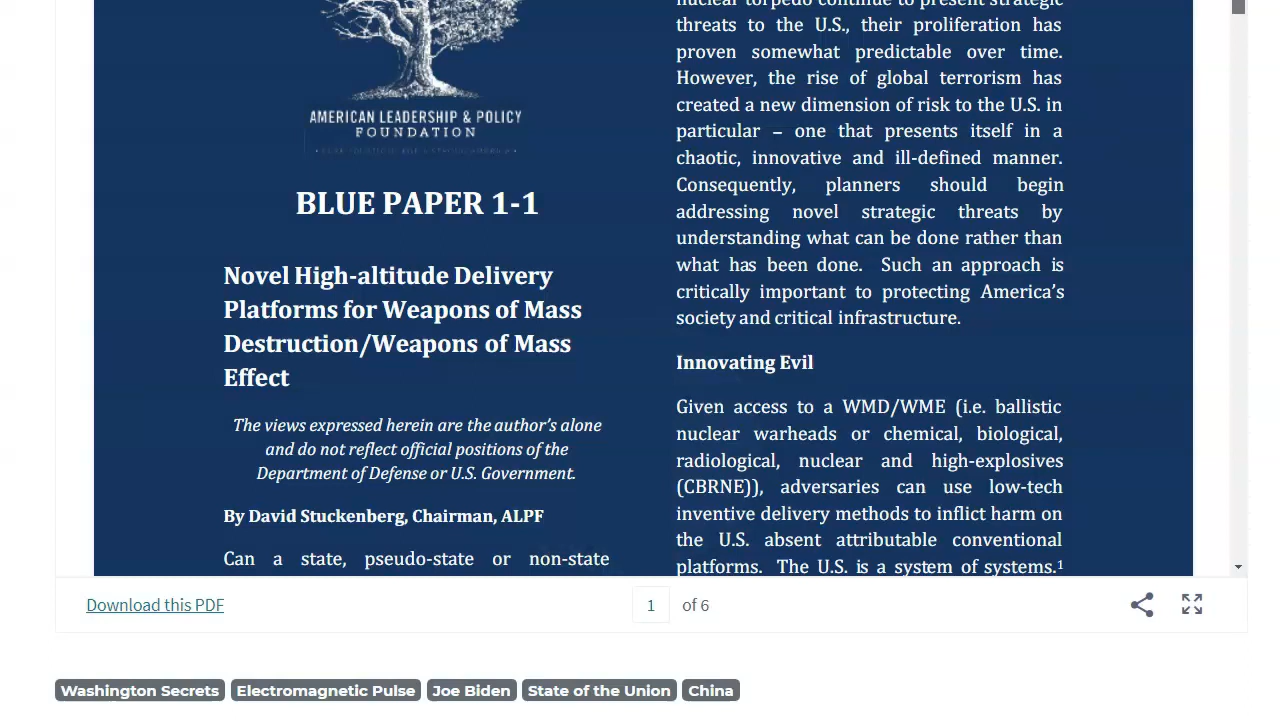 AMERICAN LEADERSHIP & POLICY
FOUNDATION
BLUE PAPER 1-1
Novel High-altitude Delivery
Platforms for Weapons of Mass
Destruction/Weapons of Mass
Effect
The views expressed herein are the author's alone
and do not reflect official positions of the
Department of Defense or U.S. Government.
By David Stuckenberg, Chairman, ALPF
Can a state, pseudo-state or non-state
nuclear torpedo continue to present strategic
threats to the U.S., their proliferation has
proven somewhat predictable over time.
However, the rise of global terrorism has
created a new dimension of risk to the U.S. in
particular – one that presents itself in a
chaotic, innovative and ill-defined manner.
Consequently, planners should begin
addressing novel strategic threats by
understanding what can be done rather than
what has been done. Such an approach is
critically important to protecting America's
society and critical infrastructure.
Innovating Evil
Given access to a WMD/WME (i.e. ballistic
nuclear warheads or chemical, biological,
radiological, nuclear and high-explosives
(CBRNE)), adversaries can use low-tech
inventive delivery methods to inflict harm on
the U.S. absent attributable conventional
platforms. The U.S. is a system of systems.1
Download this PDF
1 of 6
Washington Secrets Electromagnetic Pulse Joe Biden State of the Union China